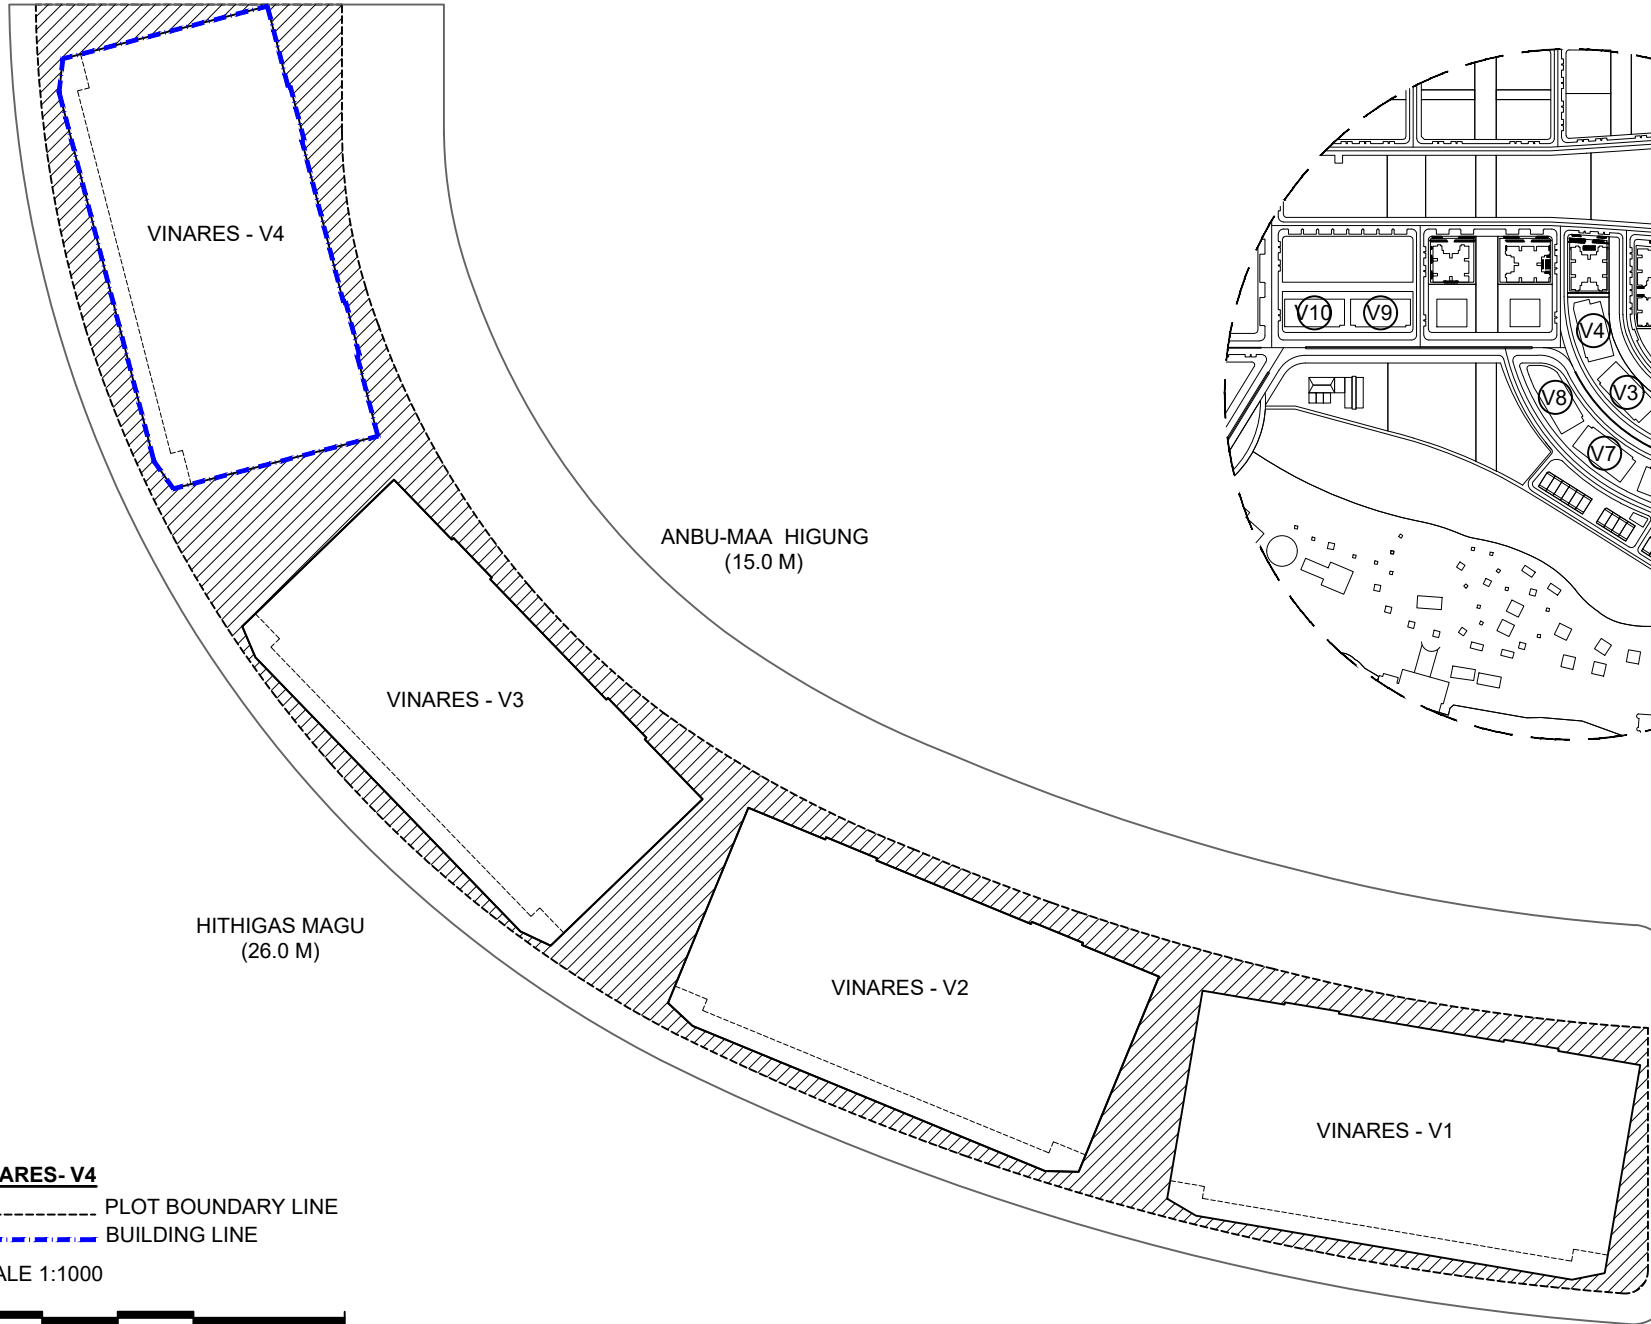 VINARES - V4
V10
V9
V4
V3
V8
V7
ANBU-MAA HIGUNG
(15.0 M)
VINARES - V3
HITHIGAS MAGU
(26.0 M)
VINARES - V2
VINARES - V1
ARES- V4
PLOT BOUNDARY LINE
BUILDING LINE
ALE 1:1000